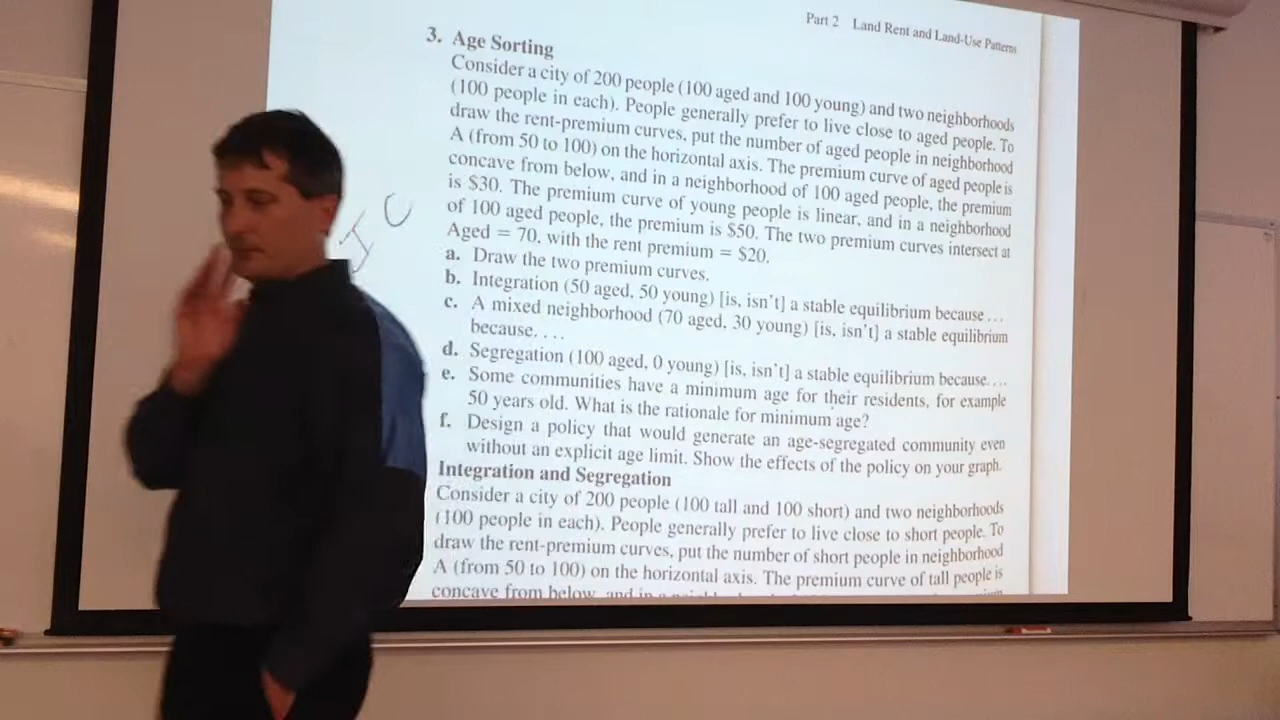 Part 2 Land Rent and Land-Use Patterns
3. Age Sorting
Consider a city of 200 people (100 aged and 100 young) and two neighborhoods
(100 people in each). People generally prefer to live close to aged people. To
draw the rent-premium curves, put the number of aged people in neighborhood
A (from 50 to 100) on the horizontal axis. The premium curve of aged people is
concave from below, and in a neighborhood of 100 aged people, the premium
is $30. The premium curve of young people is linear, and in a neighborhood
of 100 aged people, the premium is $50. The two premium curves intersect at
Aged = 70, with the rent premium = $20.
a. Draw the two premium curves.
b. Integration (50 aged, 50 young) [is, isn't] a stable equilibrium because ...
c. A mixed neighborhood (70 aged, 30 young) [is, isn't] a stable equilibrium
because. ...
d. Segregation (100 aged, 0 young) [is, isn't] a stable equilibrium because. ...
e. Some communities have a minimum age for their residents, for example
50 years old. What is the rationale for minimum age?
f. Design a policy that would generate an age-segregated community even
without an explicit age limit. Show the effects of the policy on your graph.
Integration and Segregation
Consider a city of 200 people (100 tall and 100 short) and two neighborhoods
(100 people in each). People generally prefer to live close to short people. To
draw the rent-premium curves, put the number of short people in neighborhood
A (from 50 to 100) on the horizontal axis. The premium curve of tall people is
concave from below, and in a